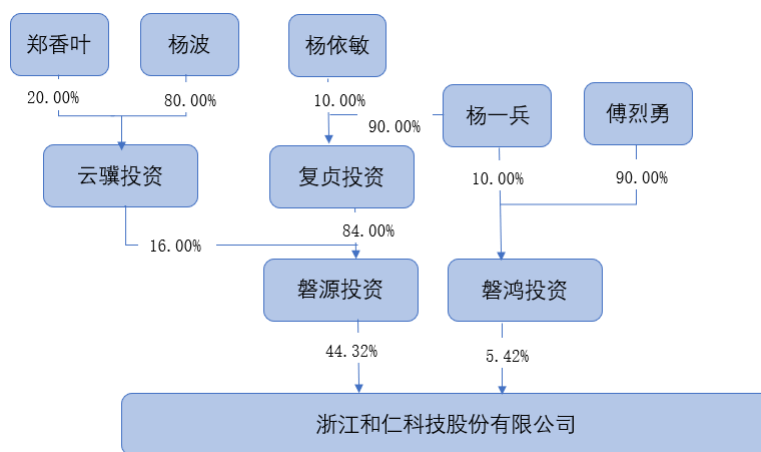 郑香叶
杨波
杨依敏
杨一兵
傅烈勇
20.00%
80.00%
10.00%
90.00%
云骥投资
复贞投资
10.00%
90.00%
16.00%
84.00%
磐源投资
磐鸿投资
44.32%
5.42%
浙江和仁科技股份有限公司